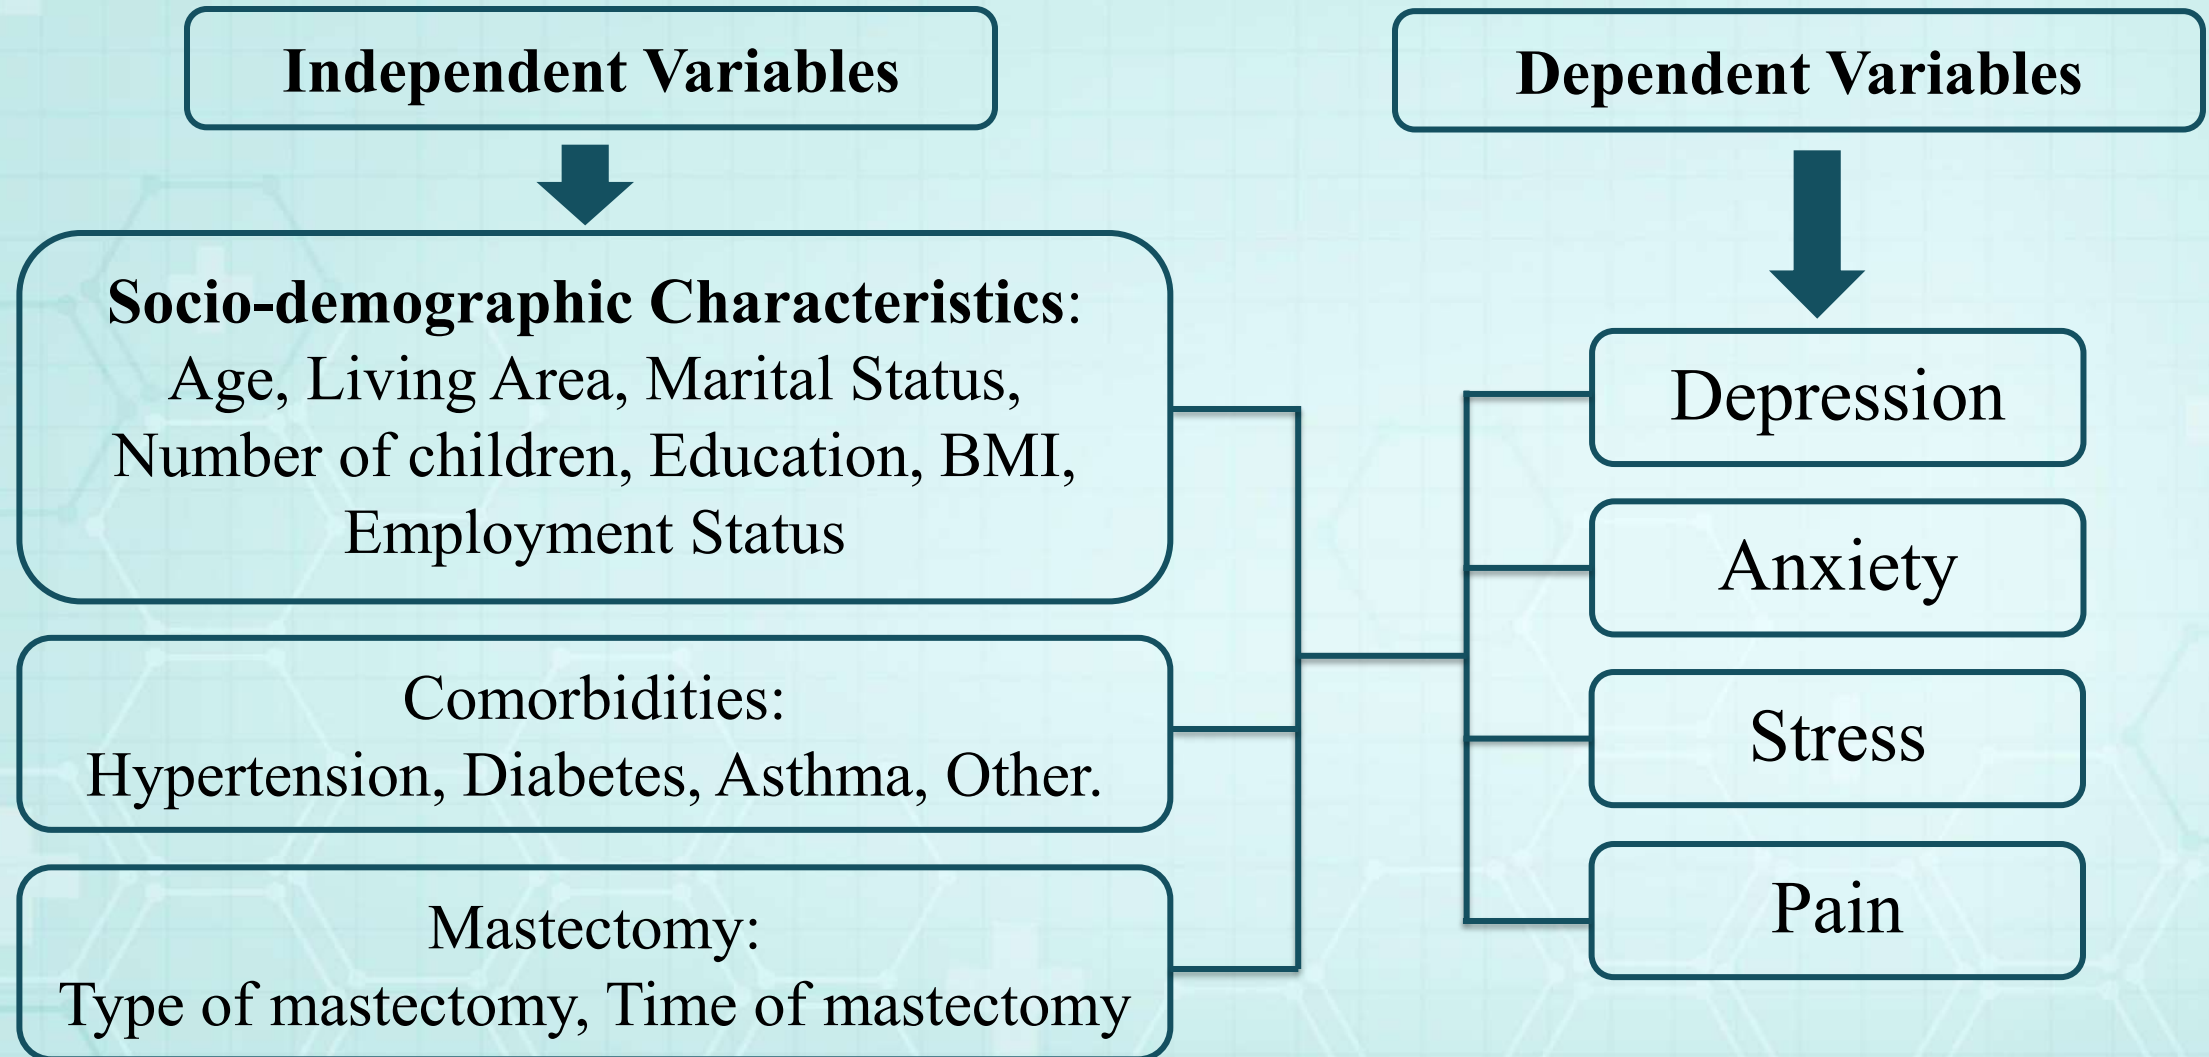 Independent Variables
Socio-demographic Characteristics:
Age, Living Area, Marital Status,
Number of children, Education, BMI,
Employment Status
Comorbidities:
Hypertension, Diabetes, Asthma, Other.
Mastectomy:
Type of mastectomy, Time of mastectomy
Dependent Variables
Depression
Anxiety
Stress
Pain